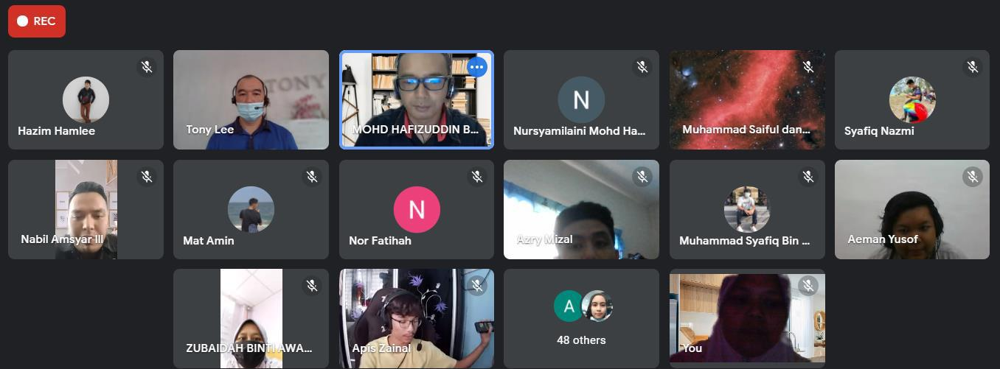 REC
Hazim Hamlee
TONY
Tony Lee
MOHD HAFIZUDDIN B...
N
Nursyamilaini Mohd Ha...
Muhammad Saiful dan...
Syafiq Nazmi
Nabil Amsyar III
Mat Amin
N
Nor Fatihah
Azry Mizal
Muhammad Syafiq Bin ...
Aeman Yusof
ZUBAIDAH BINTI AWA...
Apis Zainal
A
48 others
You